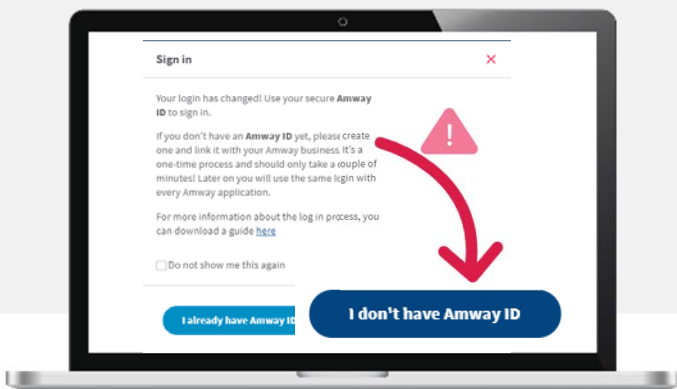 Sign in
Your login has changed! Use your secure Amway
ID to sign in.
If you don't have an Amway ID yet, please create
one and link it with your Amway business It's a
one-time process and should only take a couple of
minutes! Later on you will use the same login with
every Amway application.
For more information about the log in process, you
can download a guide here
Do not show me this again
I already have Amway ID
I don't have Amway ID